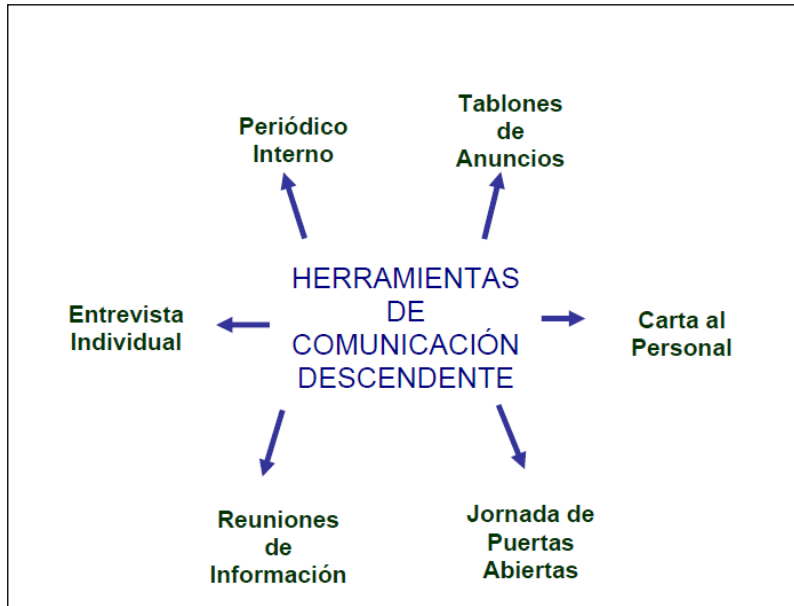 Periódico
Interno
Tablones
de
Anuncios
HERRAMIENTAS
DE
COMUNICACIÓN
DESCENDENTE
Entrevista
Individual
Carta al
Personal
Reuniones
de
Información
Jornada de
Puertas
Abiertas